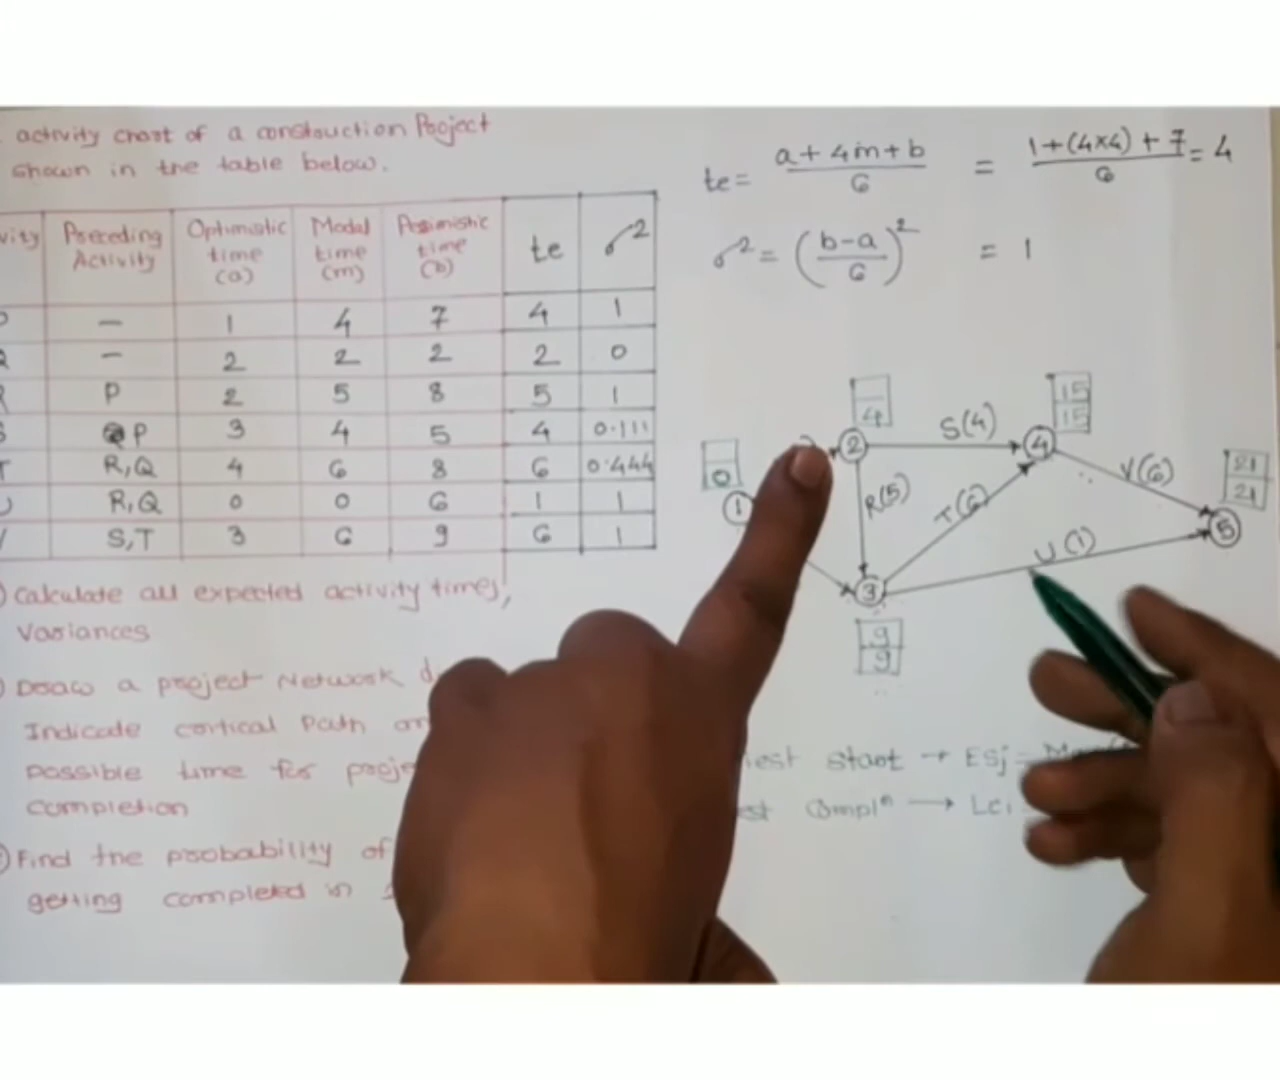 activity chart of a construction Project
shown in the table below.
Preceding Activity | Optimistic time (a) | Modal time (m) | Pessimistic time (b) | te | σ²
— 1 4 7 4 1
— 2 2 2 2 0
P 2 5 8 5 1
P 3 4 5 4 0.111
R,Q 4 6 8 6 0.444
R,Q 0 0 6 1 1
S,T 3 6 9 6 1
Calculate all expected activity times,
Variances
Draw a project Network
Indicate cortical Path
possible time for
completion
Find the probability of
getting completed in
te = a+4m+b / 6 = 1+(4×4)+7 / 6 = 4
σ² = (b-a / 6)² = 1
4
15
15
S(4)
2
4
0
1
R(5)
T(6)
V(6)
21
21
5
U(1)
3
9
9
start → Esj =
Complⁿ → Lci